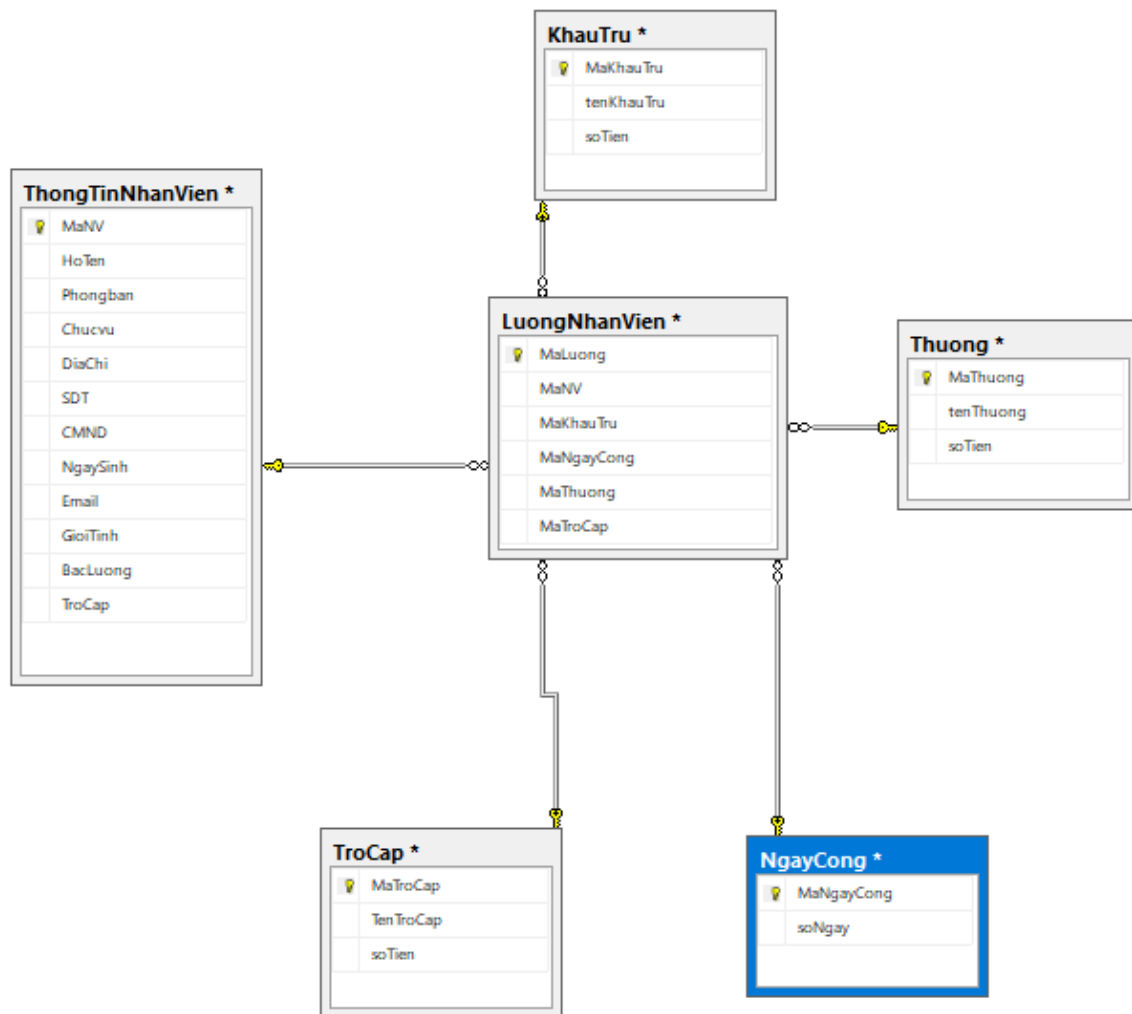 KhauTru *
MaKhauTru
tenKhauTru
soTien
ThongTinNhanVien *
MaNV
HoTen
Phongban
Chucvu
DiaChi
SDT
CMND
NgaySinh
Email
GioiTinh
BacLuong
TroCap
LuongNhanVien *
MaLuong
MaNV
MaKhauTru
MaNgayCong
MaThuong
MaTroCap
Thuong *
MaThuong
tenThuong
soTien
TroCap *
MaTroCap
TenTroCap
soTien
NgayCong *
MaNgayCong
soNgay